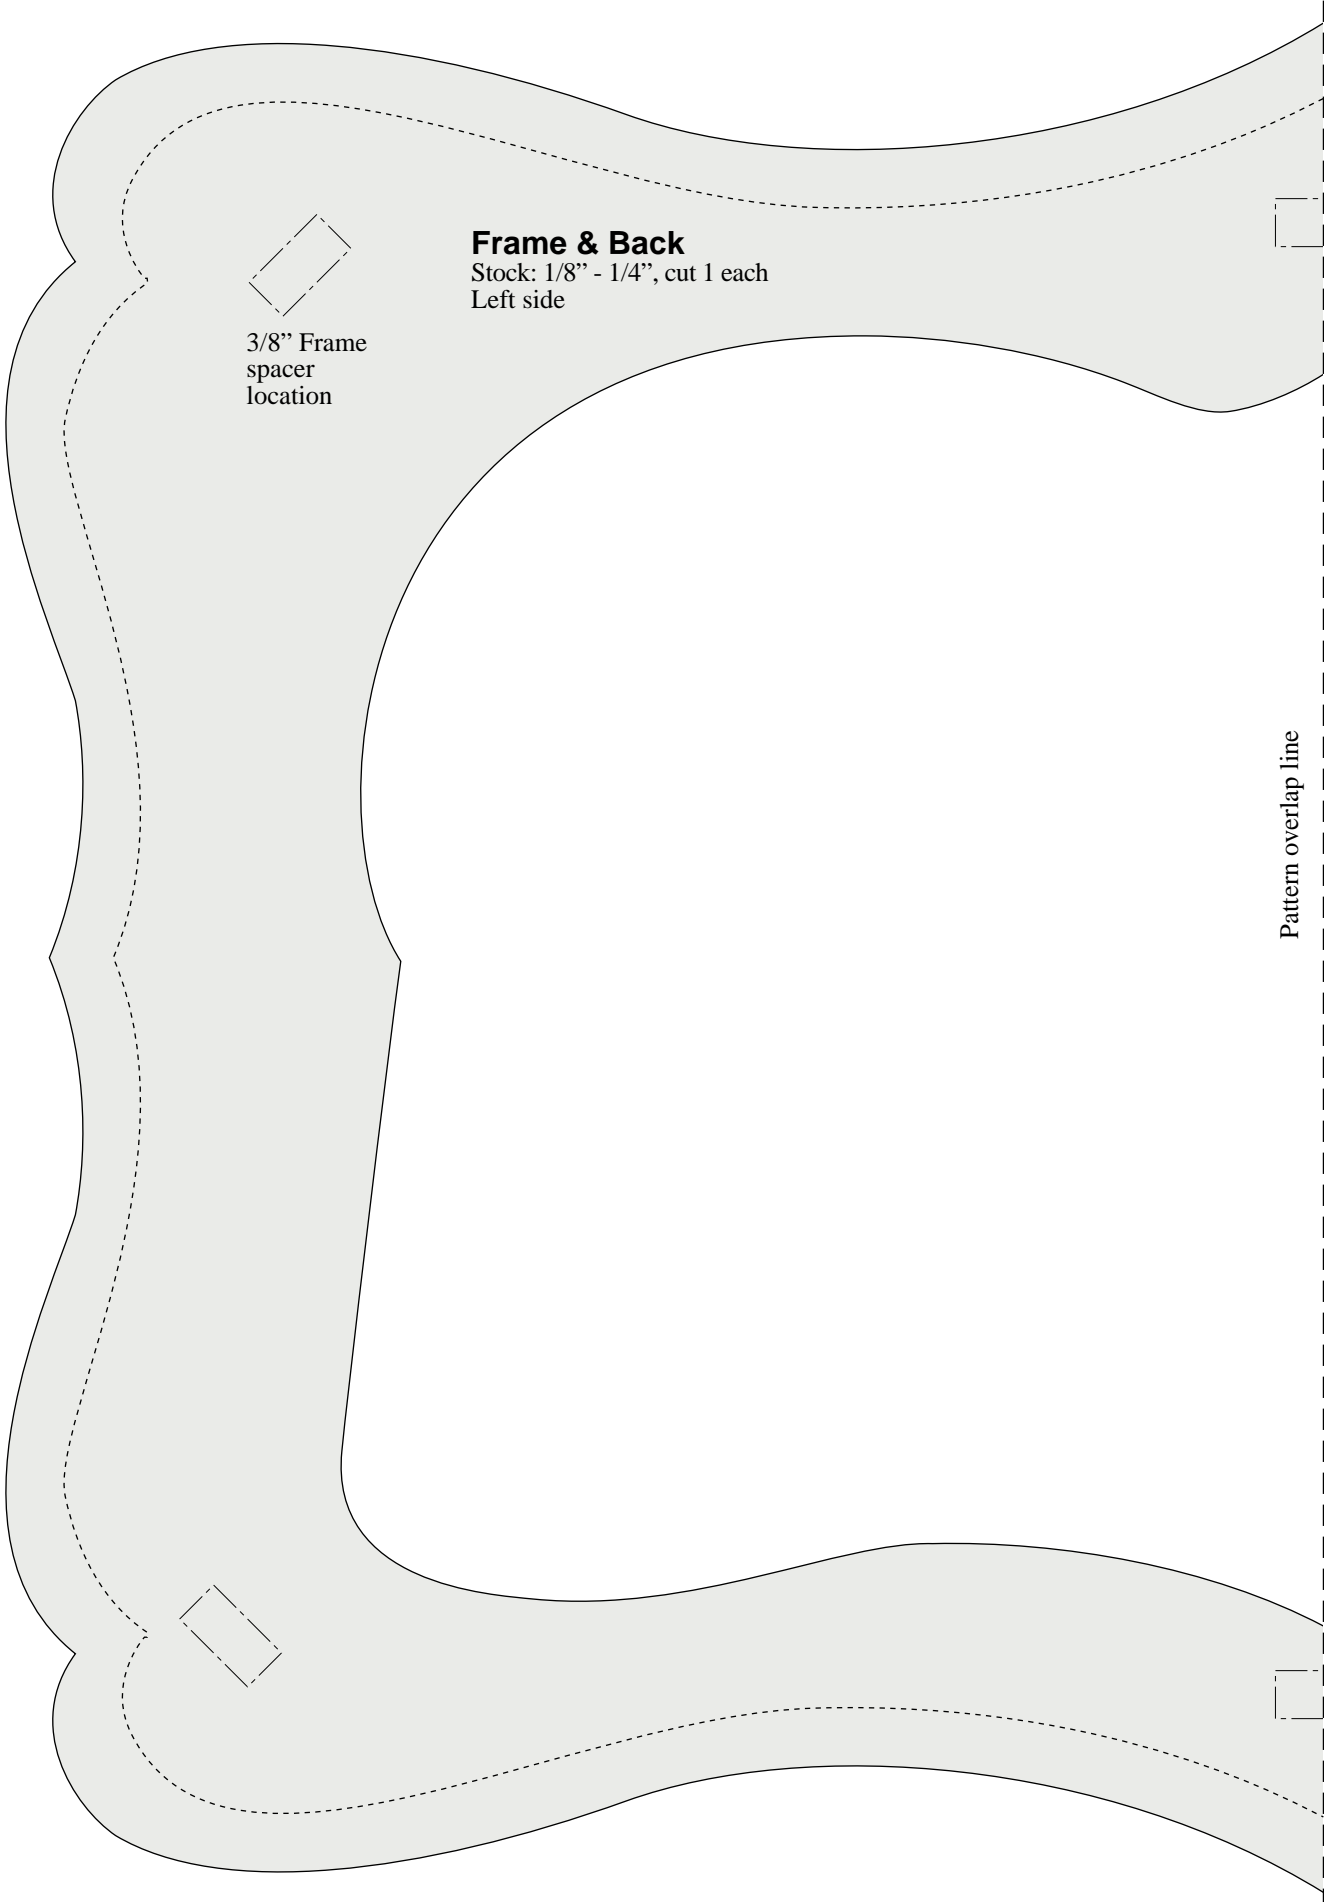 Frame & Back
Stock: 1/8” - 1/4”, cut 1 each
Left side
3/8” Frame
spacer
location
Pattern overlap line